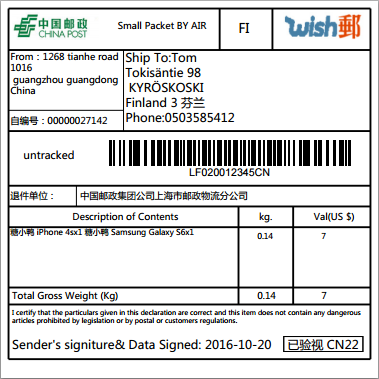 中国邮政
CHINA POST
Small Packet BY AIR
FI
wish郵
From：1268 tianhe road
1016
guangzhou guangdong
China
自编号：00000027142
Ship To:Tom
Tokisäntie 98
KYRÖSKOSKI
Finland 3 芬兰
Phone:0503585412
untracked
LF020012345CN
退件单位： 中国邮政集团公司上海市邮政物流分公司
Description of Contents kg. Val(US $)
糖小鸭 iPhone 4sx1 糖小鸭 Samsung Galaxy S6x1 0.14 7
Total Gross Weight (Kg) 0.14 7
I certify that the particulars given in this declaration are correct and this item does not contain any dangerous
articles prohibited by legislation or by postal or customers regulations.
Sender's signiture& Data Signed: 2016-10-20 已验视 CN22